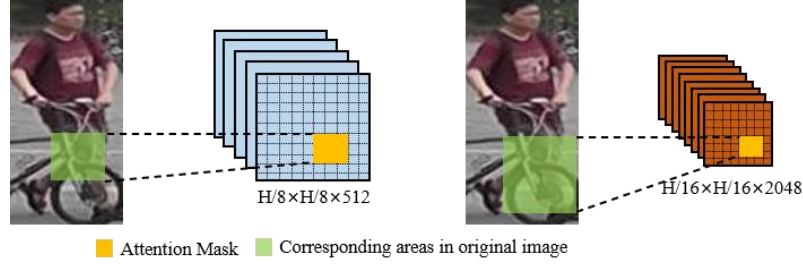 H/8×H/8×512
H/16×H/16×2048
Attention Mask
Corresponding areas in original image